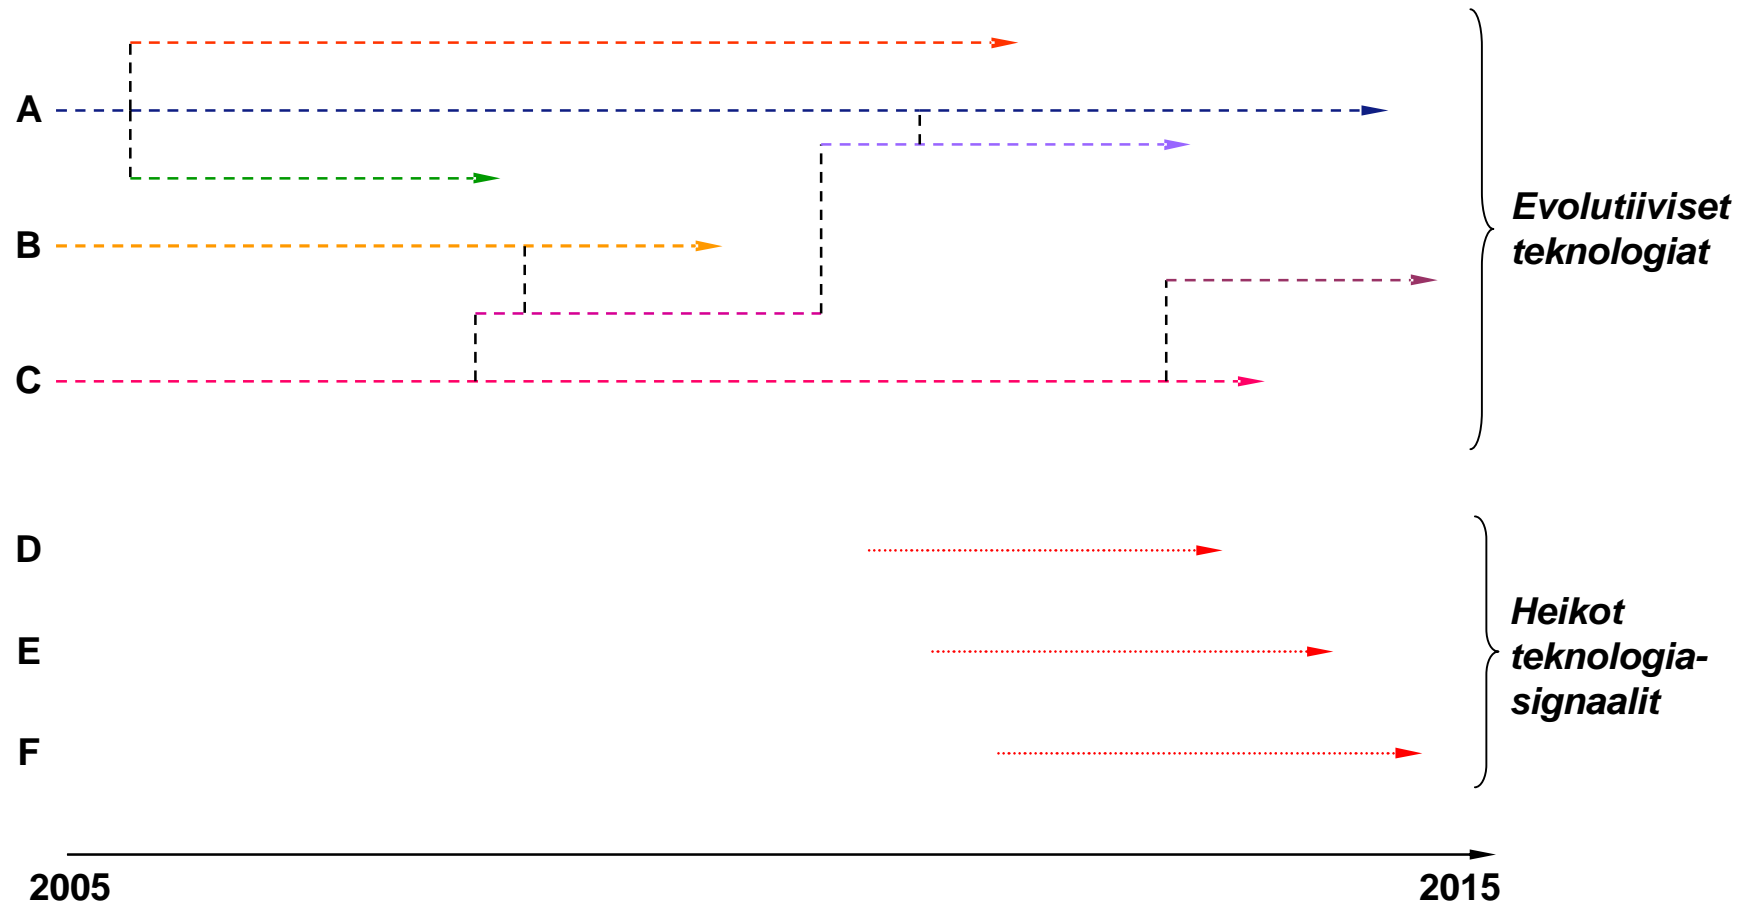 A
B
C
Evolutiiviset
teknologiat
D
E
F
Heikot
teknologia-
signaalit
2005
2015